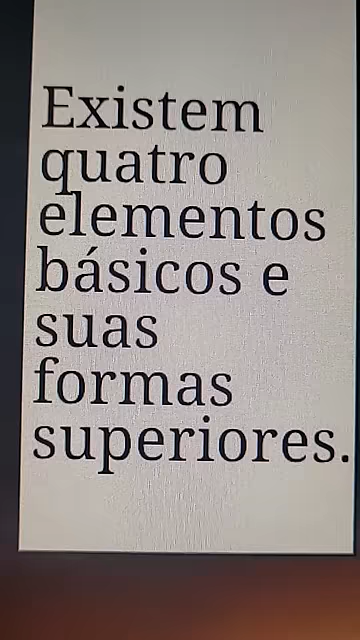 Existem
quatro
elementos
básicos e
suas
formas
superiores.